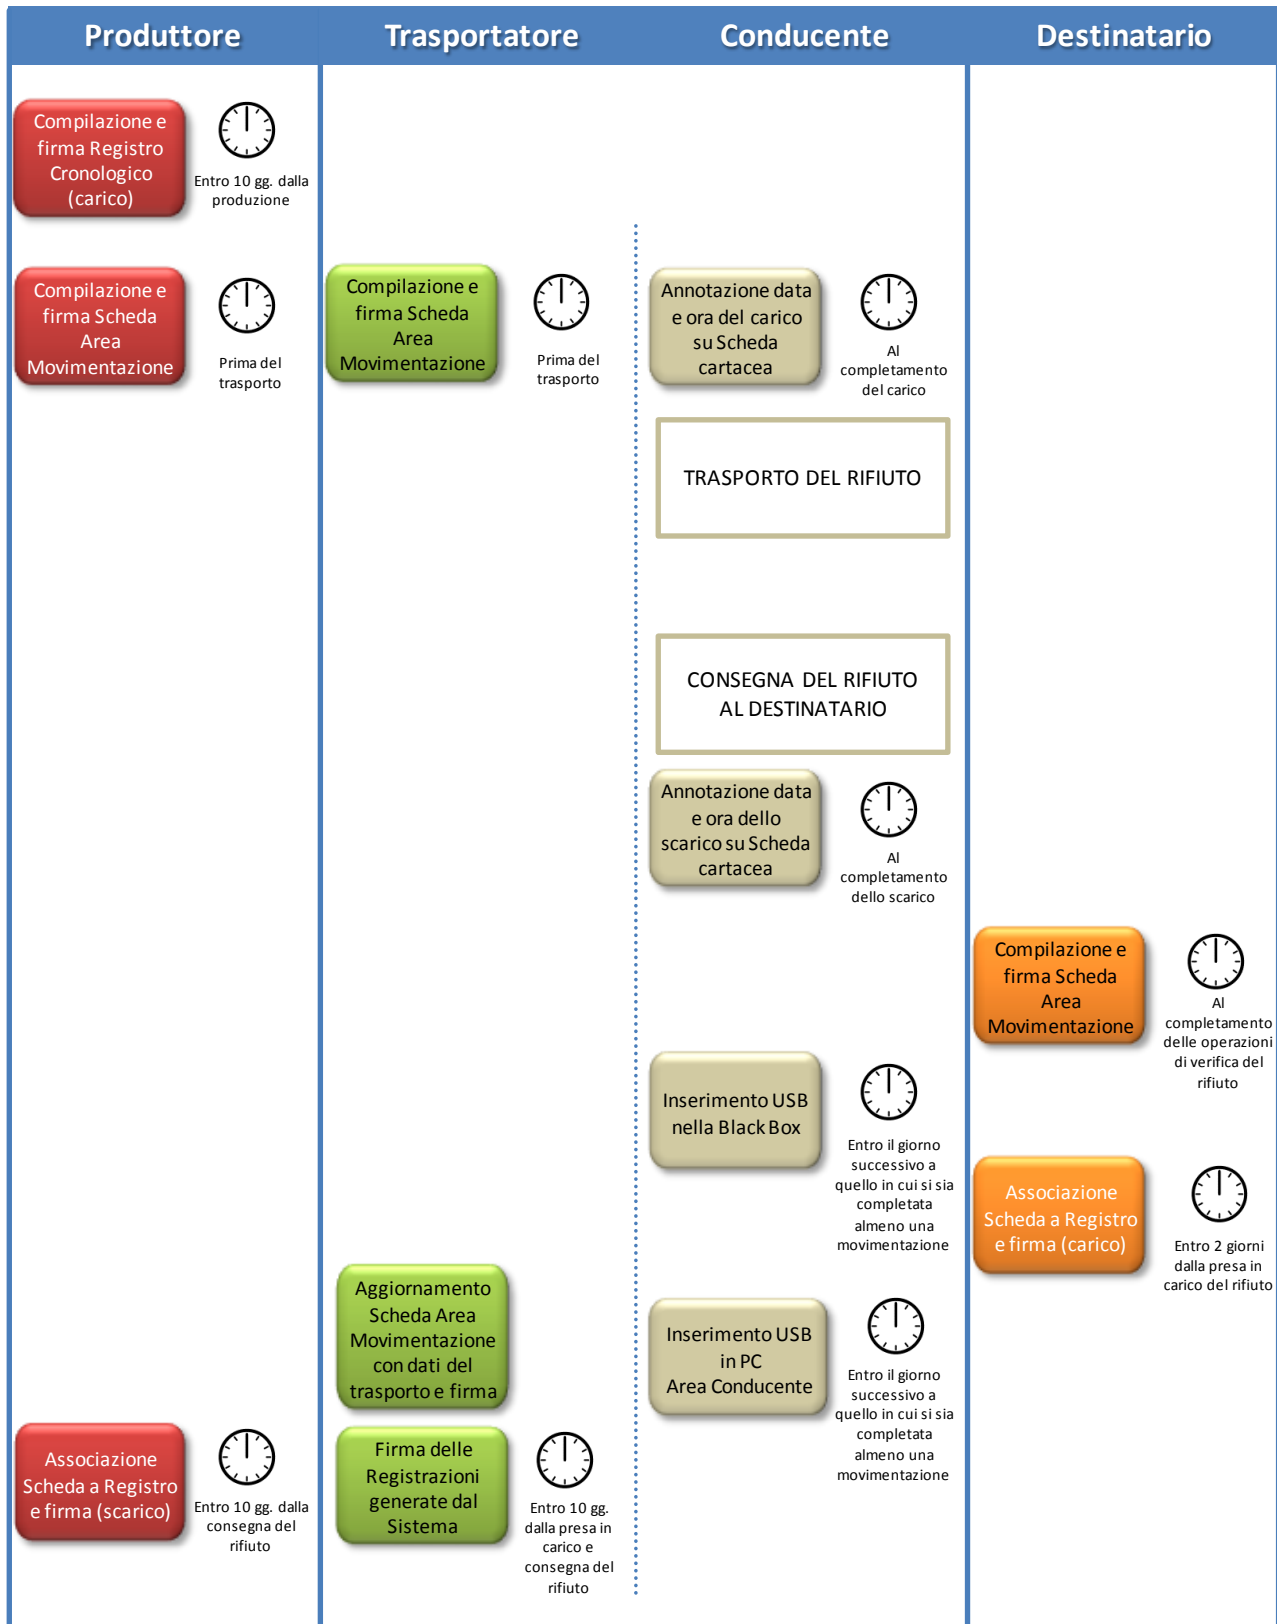 Produttore
Trasportatore
Conducente
Destinatario
Compilazione e
firma Registro
Cronologico
(carico)
Entro 10 gg. dalla
produzione
Compilazione e
firma Scheda
Area
Movimentazione
Prima del
trasporto
Compilazione e
firma Scheda
Area
Movimentazione
Prima del
trasporto
Annotazione data
e ora del carico
su Scheda
cartacea
Al
completamento
del carico
TRASPORTO DEL RIFIUTO
CONSEGNA DEL RIFIUTO
AL DESTINATARIO
Annotazione data
e ora dello
scarico su Scheda
cartacea
Al
completamento
dello scarico
Compilazione e
firma Scheda
Area
Movimentazione
Al
completamento
delle operazioni
di verifica del
rifiuto
Inserimento USB
nella Black Box
Entro il giorno
successivo a
quello in cui si sia
completata
almeno una
movimentazione
Associazione
Scheda a Registro
e firma (carico)
Entro 2 giorni
dalla presa in
carico del rifiuto
Aggiornamento
Scheda Area
Movimentazione
con dati del
trasporto e firma
Inserimento USB
in PC
Area Conducente
Entro il giorno
successivo a
quello in cui si sia
completata
almeno una
movimentazione
Associazione
Scheda a Registro
e firma (scarico)
Entro 10 gg. dalla
consegna del
rifiuto
Firma delle
Registrazioni
generate dal
Sistema
Entro 10 gg.
dalla presa in
carico e
consegna del
rifiuto